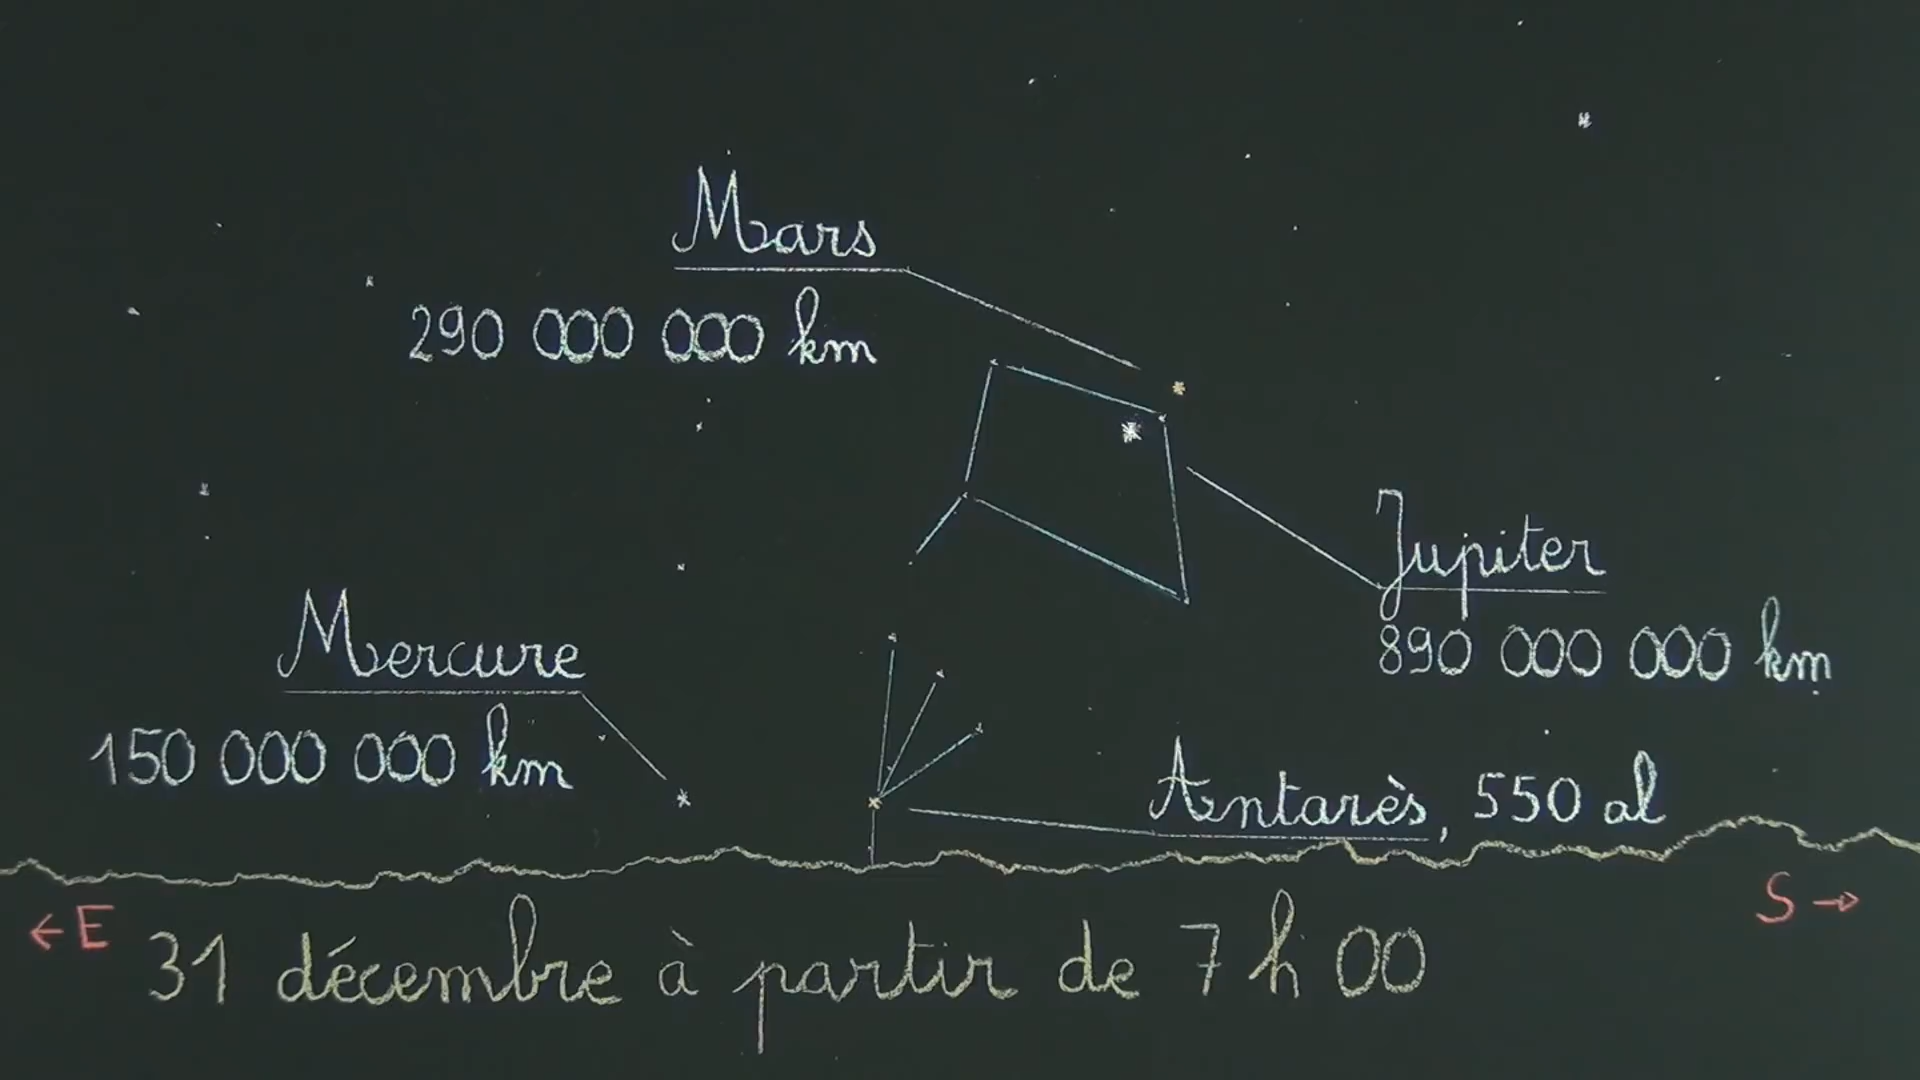 Mars
290 000 000 km
Jupiter
890 000 000 km
Mercure
150 000 000 km
Antarès, 550 al
← E
S →
31 décembre à partir de 7 h 00